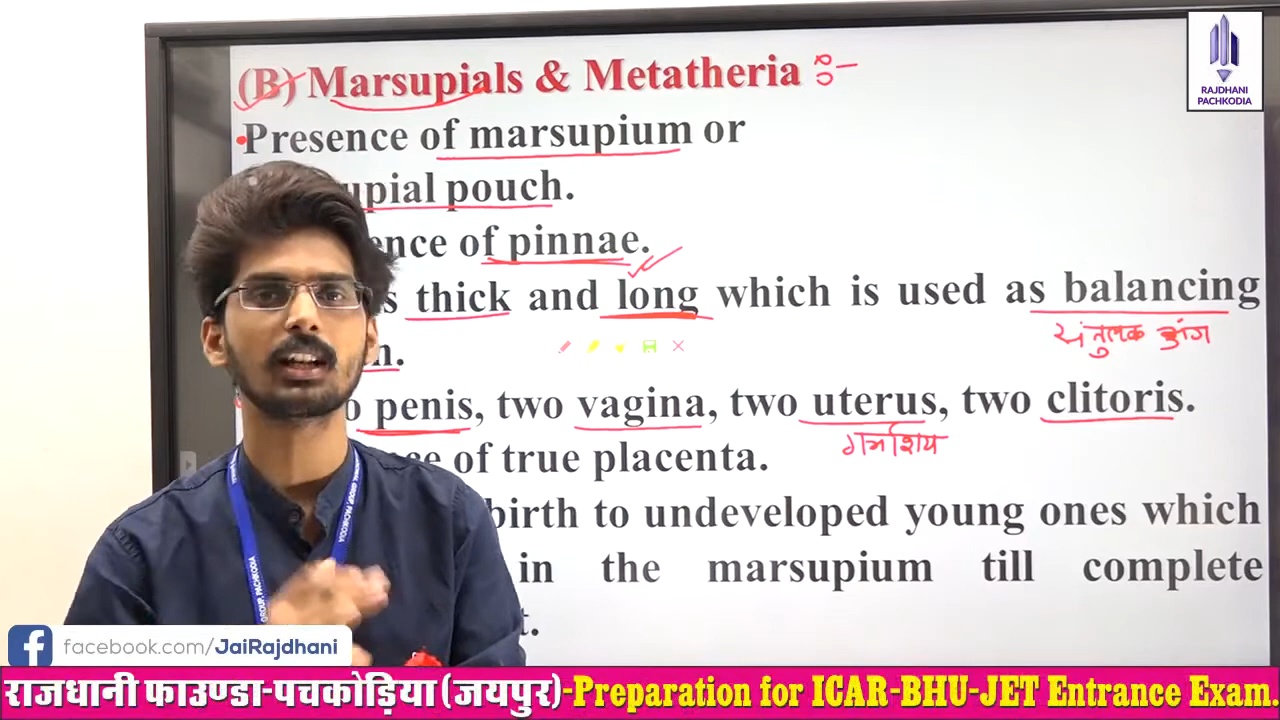 (B) Marsupials & Metatheria :-
RAJDHANI
PACHKODIA
•Presence of marsupium or
upial pouch.
ence of pinnae.
s thick and long which is used as balancing
संतुलक अंग
n.
o penis, two vagina, two uterus, two clitoris.
गर्भाशय
ce of true placenta.
birth to undeveloped young ones which
in the marsupium till complete
t.
GROUP, PACHKODIA
facebook.com/JaiRajdhani
राजधानी फाउण्डा-पचकोड़िया (जयपुर)-Preparation for ICAR-BHU-JET Entrance Exam.